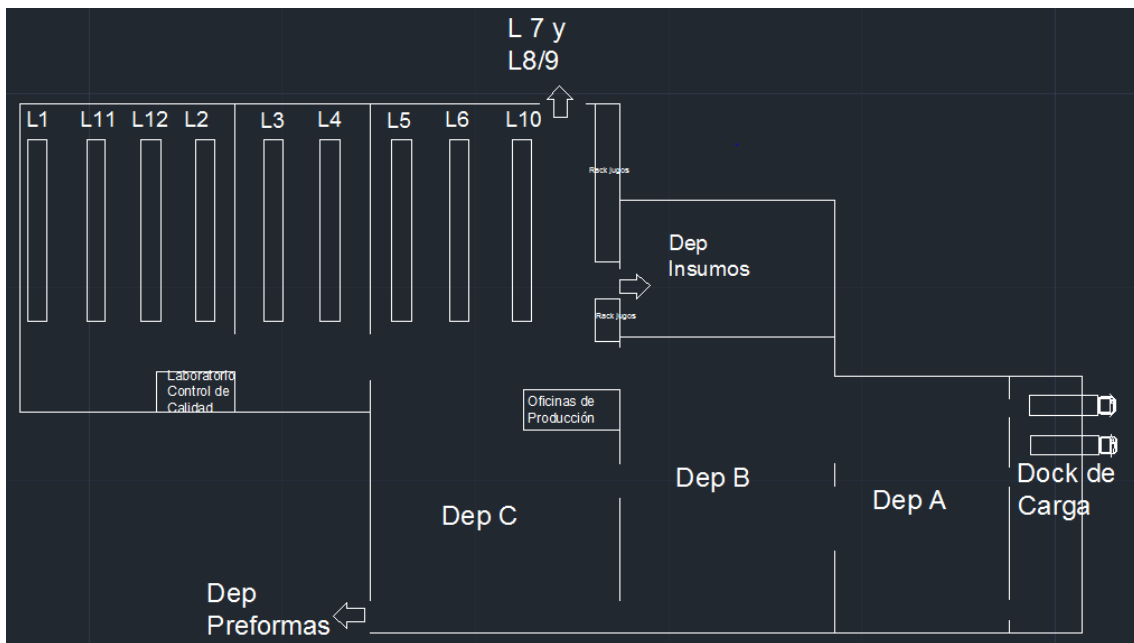 L 7 y
L8/9
L1
L11
L12
L2
L3
L4
L5
L6
L10
Rack jugos
Dep
Insumos
Rack jugos
Laboratorio
Control de
Calidad
Oficinas de
Producción
Dep B
Dep A
Dock de
Carga
Dep C
Dep
Preformas